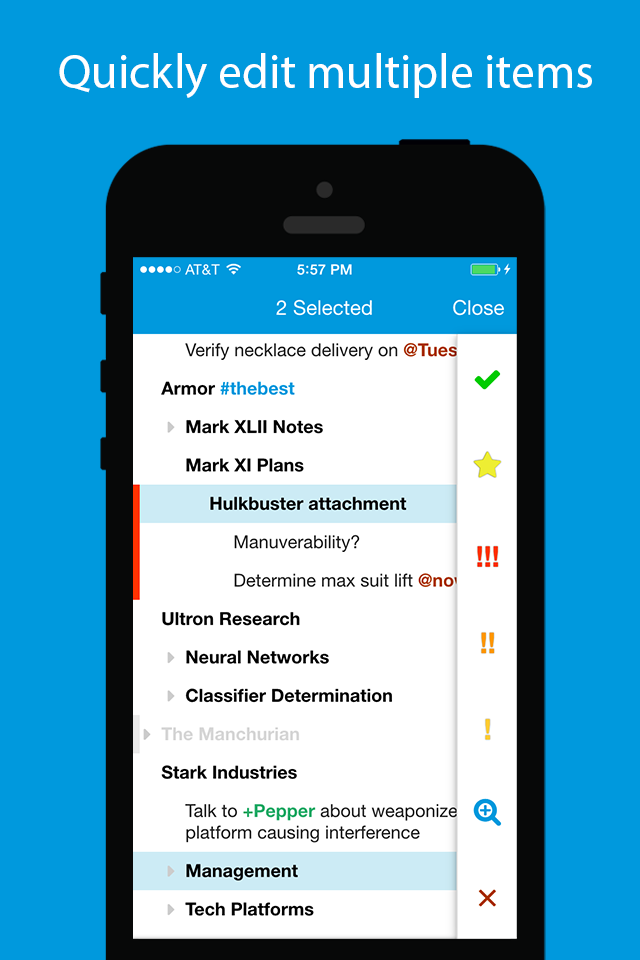 Quickly edit multiple items
AT&T 5:57 PM
2 Selected Close
Verify necklace delivery on @Tues
Armor #thebest
Mark XLII Notes
Mark XI Plans
Hulkbuster attachment
Manuverability?
Determine max suit lift @now
Ultron Research
Neural Networks
Classifier Determination
The Manchurian
Stark Industries
Talk to +Pepper about weaponize
platform causing interference
Management
Tech Platforms